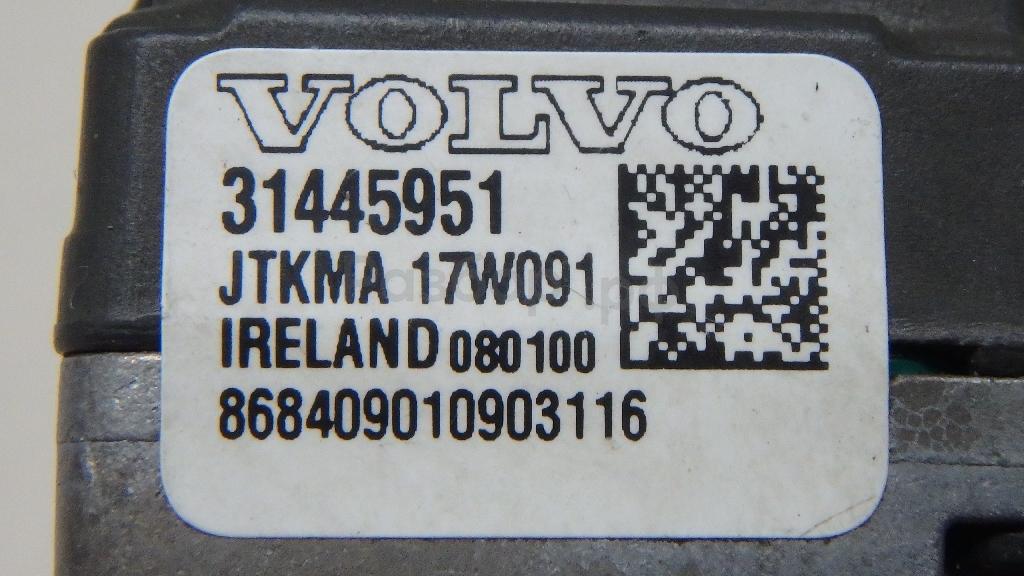 VOLVO
31445951
JTKMA 17W091
IRELAND 080100
868409010903116